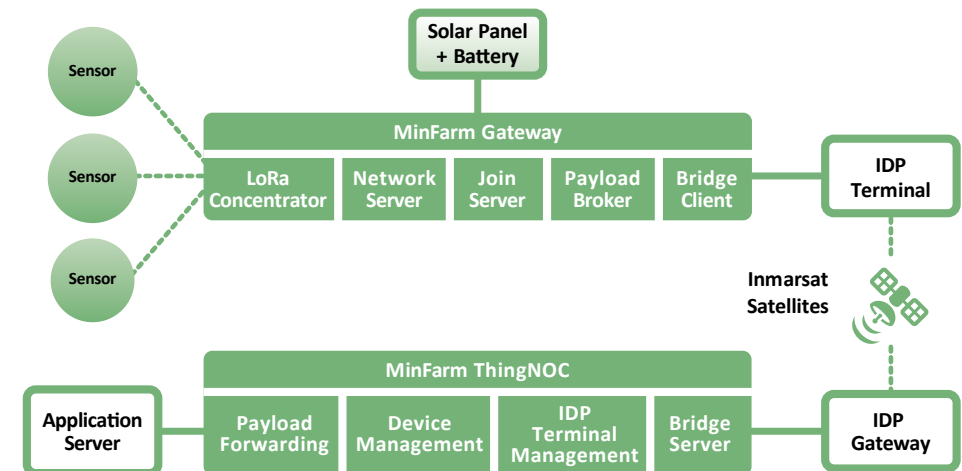 Solar Panel
+ Battery
Sensor
Sensor
Sensor
MinFarm Gateway
LoRa
Concentrator
Network
Server
Join
Server
Payload
Broker
Bridge
Client
IDP
Terminal
Inmarsat
Satellites
MinFarm ThingNOC
Application
Server
Payload
Forwarding
Device
Management
IDP
Terminal
Management
Bridge
Server
IDP
Gateway